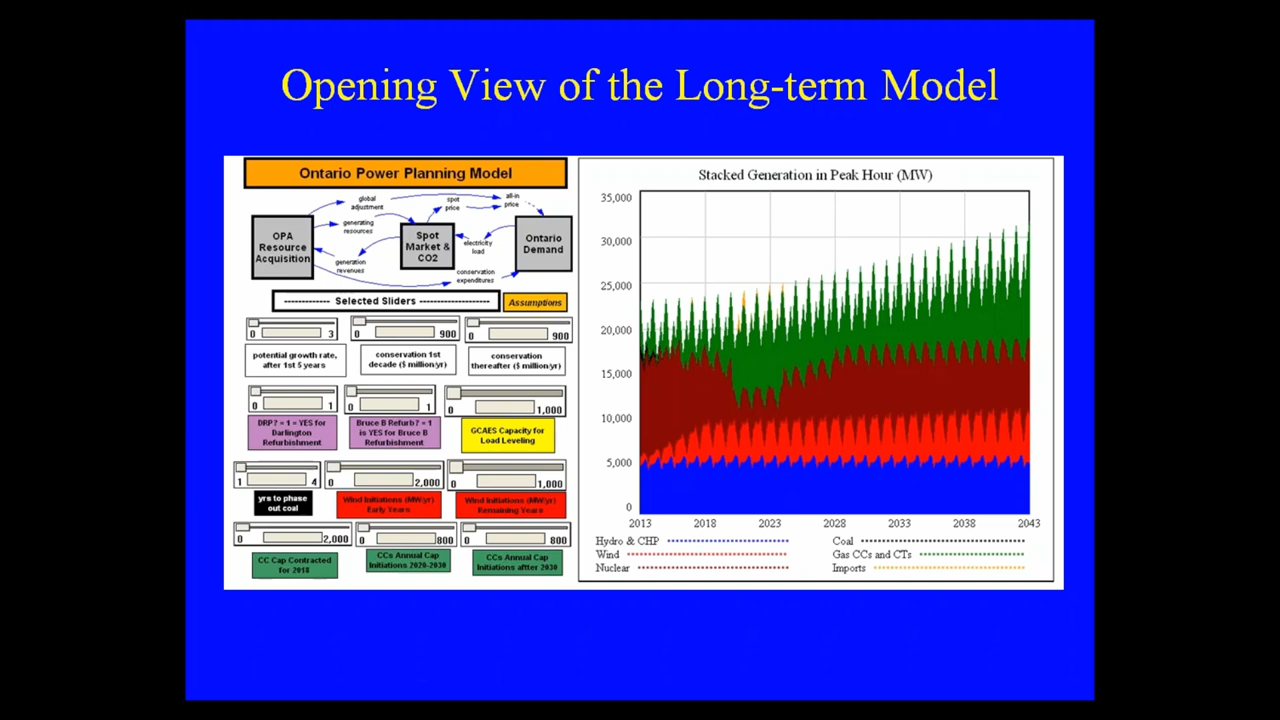 Opening View of the Long-term Model
Ontario Power Planning Model
global
adjustment
spot
price
all-in
price
generating
resources
OPA
Resource
Acquisition
Spot
Market &
CO2
Ontario
Demand
electricity
load
generation
revenues
conservation
expenditures
------------- Selected Sliders ---------------
Assumptions
0 3
0 900
0 900
potential growth rate,
after 1st 5 years
conservation 1st
decade ($ million/yr)
conservation
thereafter ($ million/yr)
0 1
0 1
0 1,000
DRP? = 1 = YES for
Darlington
Refurbishment
Bruce B Refurb? = 1
is YES for Bruce B
Refurbishment
GCAES Capacity for
Load Leveling
1 4
0 2,000
0 1,000
yrs to phase
out coal
Wind Initiations (MW/yr)
Early Years
Wind Initiations (MW/yr)
Remaining Years
0 2,000
0 800
0 800
CC Cap Contracted
for 2018
CCs Annual Cap
Initiations 2020-2030
CCs Annual Cap
Initiations aftter 2030
Stacked Generation in Peak Hour (MW)
35,000
30,000
25,000
20,000
15,000
10,000
5,000
0
2013 2018 2023 2028 2033 2038 2043
Hydro & CHP
Wind
Nuclear
Coal
Gas CCs and CTs
Imports